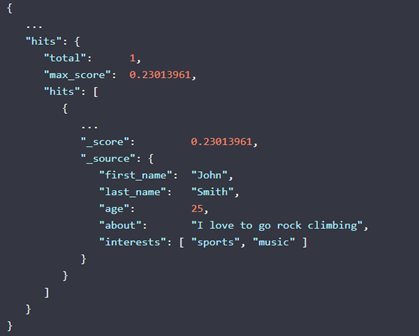 {
   ...
   "hits": {
      "total":      1,
      "max_score":  0.23013961,
      "hits": [
         {
            ...
            "_score":         0.23013961,
            "_source": {
               "first_name":  "John",
               "last_name":   "Smith",
               "age":         25,
               "about":       "I love to go rock climbing",
               "interests": [ "sports", "music" ]
            }
         }
      ]
   }
}